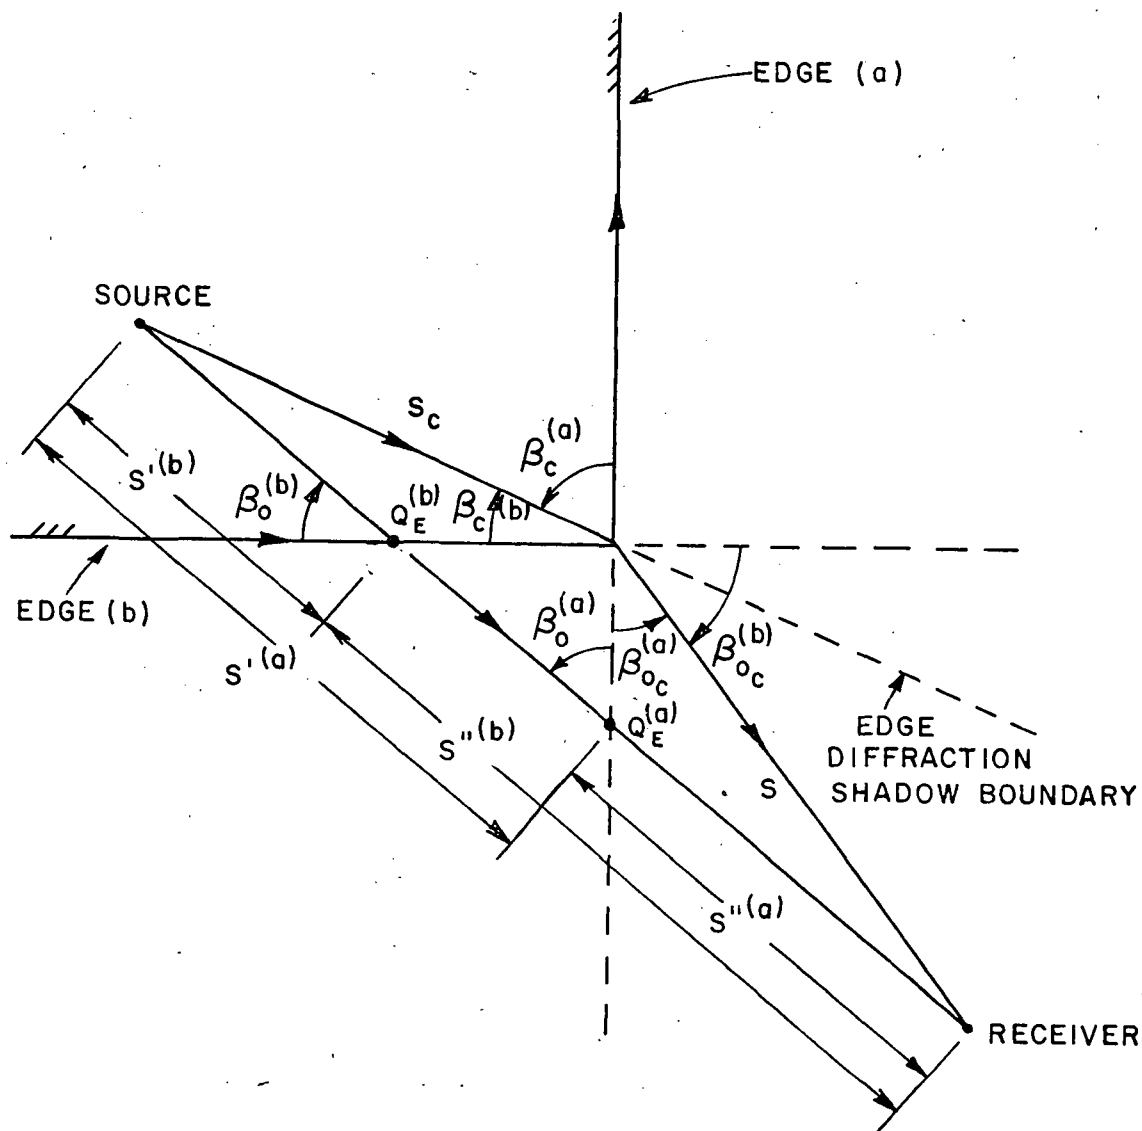 EDGE (a)
SOURCE
S_c
β_c^(a)
S'^(b)
β_o^(b)
Q_E^(b)
β_c^(b)
EDGE (b)
β_o^(a)
β_oc^(a)
β_oc^(b)
S'^(a)
Q_E^(a)
EDGE
DIFFRACTION
SHADOW BOUNDARY
S''^(b)
S
S''^(a)
RECEIVER